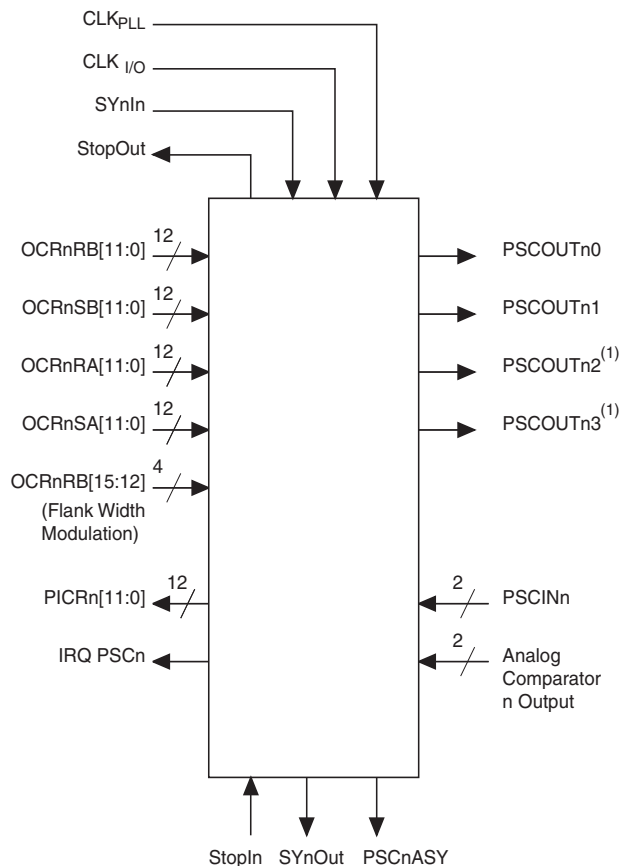 CLKPLL
CLK I/O
SYnIn
StopOut
OCRnRB[11:0]
12
PSCOUTn0
OCRnSB[11:0]
12
PSCOUTn1
OCRnRA[11:0]
12
PSCOUTn2(1)
OCRnSA[11:0]
12
PSCOUTn3(1)
OCRnRB[15:12]
4
(Flank Width
Modulation)
PICRn[11:0]
12
2
PSCINn
IRQ PSCn
2
Analog
Comparator
n Output
StopIn SYnOut PSCnASY